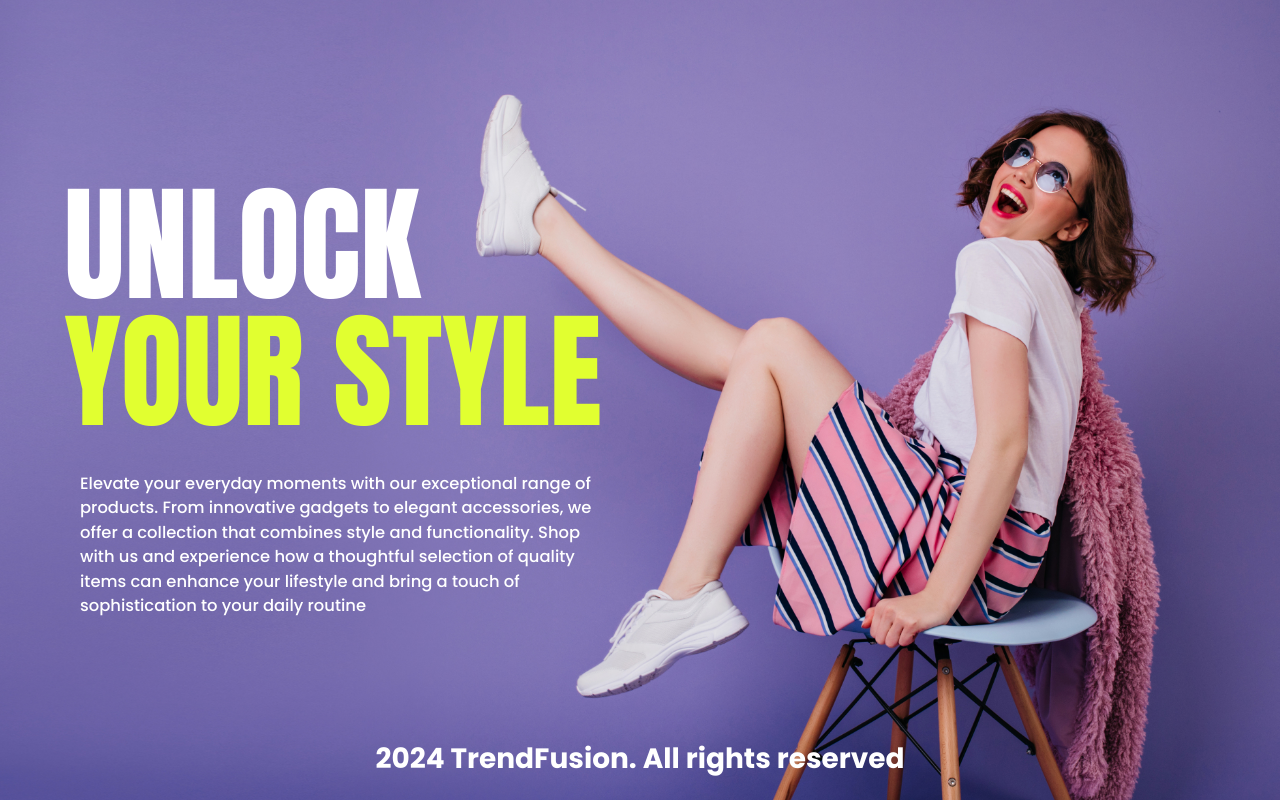 UNLOCK
YOUR STYLE
Elevate your everyday moments with our exceptional range of
products. From innovative gadgets to elegant accessories, we
offer a collection that combines style and functionality. Shop
with us and experience how a thoughtful selection of quality
items can enhance your lifestyle and bring a touch of
sophistication to your daily routine
2024 TrendFusion. All rights reserved